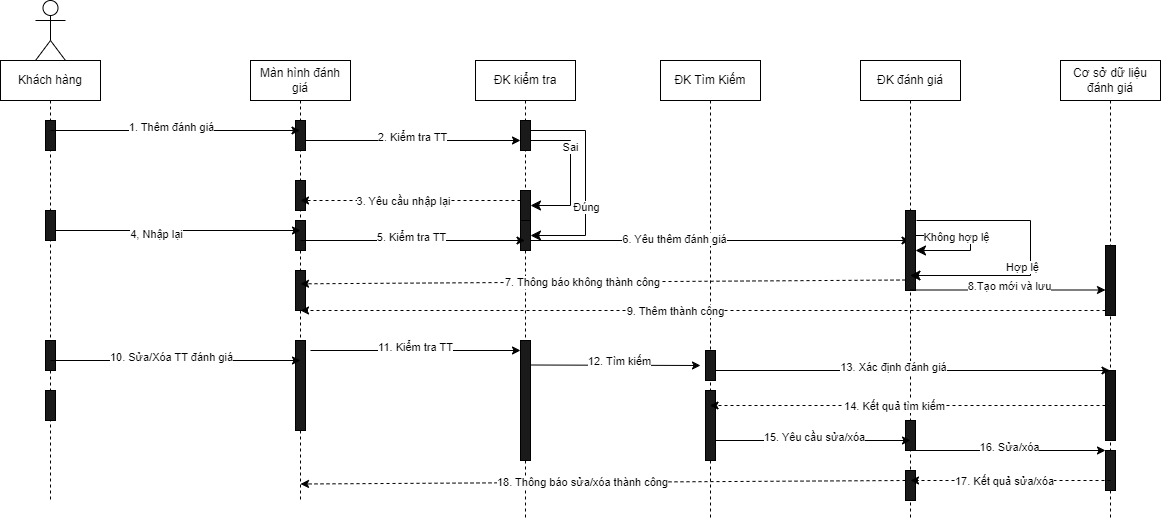 Khách hàng
Màn hình đánh
giá
ĐK kiểm tra
ĐK Tìm Kiếm
ĐK đánh giá
Cơ sở dữ liệu
đánh giá
1. Thêm đánh giá
2. Kiểm tra TT
Sai
3. Yêu cầu nhập lại
Đúng
4, Nhập lại
5. Kiểm tra TT
6. Yêu thêm đánh giá
Không hợp lệ
Hợp lệ
7. Thông báo không thành công
8.Tạo mới và lưu
9. Thêm thành công
10. Sửa/Xóa TT đánh giá
11. Kiểm tra TT
12. Tìm kiếm
13. Xác định đánh giá
14. Kết quả tìm kiếm
15. Yêu cầu sửa/xóa
16. Sửa/xóa
17. Kết quả sửa/xóa
18. Thông báo sửa/xóa thành công